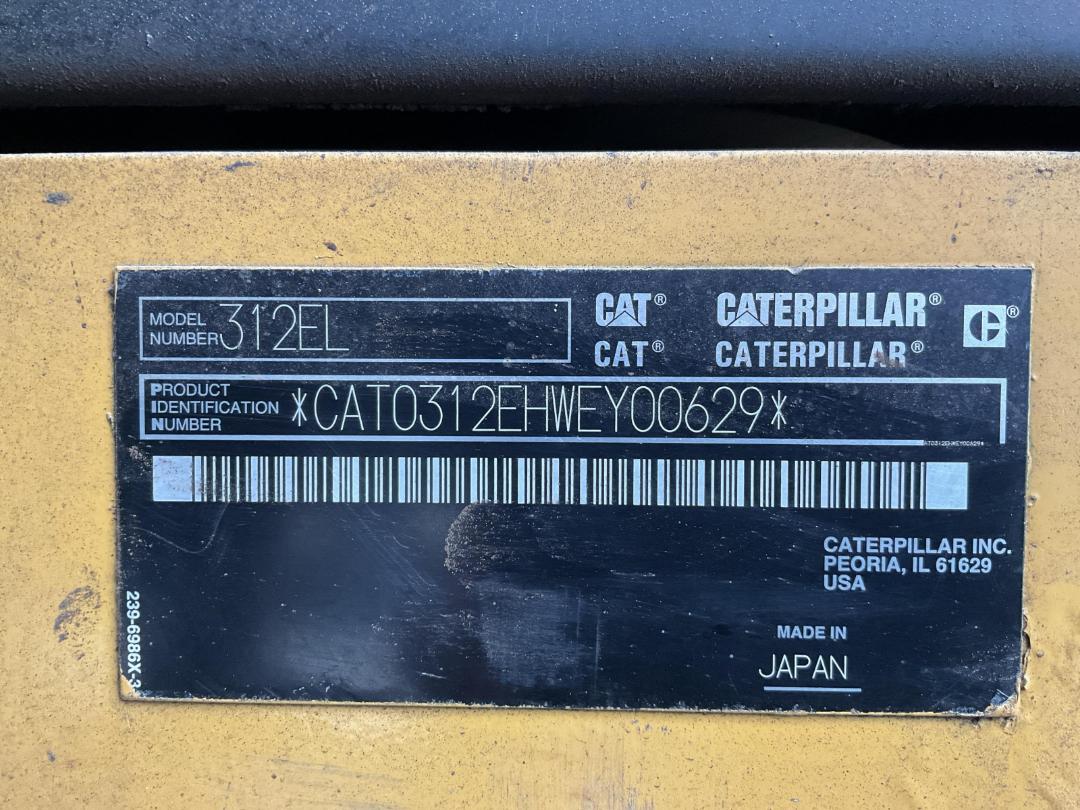 MODEL
NUMBER 312EL
CAT® CATERPILLAR®
CAT® CATERPILLAR®
C®
PRODUCT
IDENTIFICATION
NUMBER
*CAT0312EHWEY00629*
CATERPILLAR INC.
PEORIA, IL 61629
USA
MADE IN
JAPAN
239-6986X-3